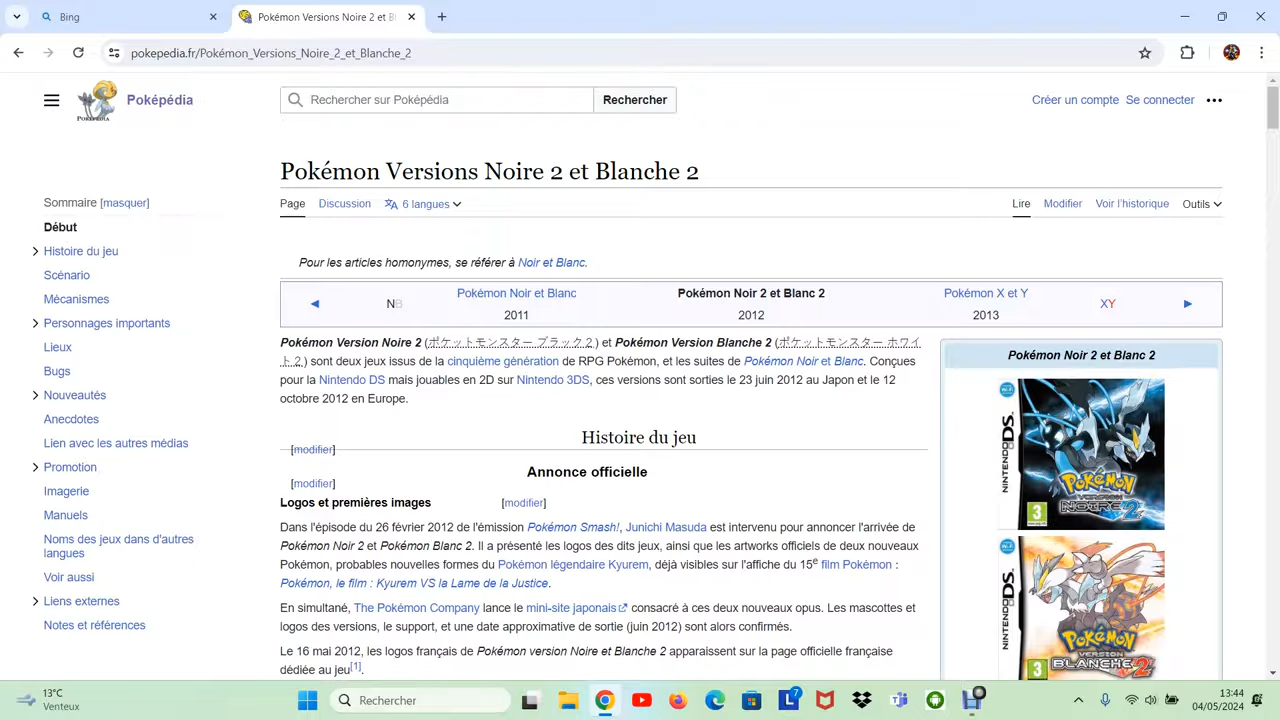 Bing
Pokémon Versions Noire 2 et B
pokepedia.fr/Pokémon_Versions_Noire_2_et_Blanche_2
Poképédia
POKÉPÉDIA
Rechercher sur Poképédia
Rechercher
Créer un compte Se connecter
Pokémon Versions Noire 2 et Blanche 2
Sommaire [masquer]
Page Discussion 6 langues
Lire Modifier Voir l'historique Outils
Début
Histoire du jeu
Scénario
Mécanismes
Personnages importants
Lieux
Bugs
Nouveautés
Anecdotes
Lien avec les autres médias
Promotion
Imagerie
Manuels
Noms des jeux dans d'autres
langues
Voir aussi
Liens externes
Notes et références
Pour les articles homonymes, se référer à Noir et Blanc.
◄ NB Pokémon Noir et Blanc Pokémon Noir 2 et Blanc 2 Pokémon X et Y XY ►
2011 2012 2013
Pokémon Version Noire 2 (ポケットモンスター ブラック２) et Pokémon Version Blanche 2 (ポケットモンスター ホワイ
ト２) sont deux jeux issus de la cinquième génération de RPG Pokémon, et les suites de Pokémon Noir et Blanc. Conçues
pour la Nintendo DS mais jouables en 2D sur Nintendo 3DS, ces versions sont sorties le 23 juin 2012 au Japon et le 12
octobre 2012 en Europe.
Histoire du jeu
[modifier]
Annonce officielle
[modifier]
Logos et premières images [modifier]
Dans l'épisode du 26 février 2012 de l'émission Pokémon Smash!, Junichi Masuda est intervenu pour annoncer l'arrivée de
Pokémon Noir 2 et Pokémon Blanc 2. Il a présenté les logos des dits jeux, ainsi que les artworks officiels de deux nouveaux
Pokémon, probables nouvelles formes du Pokémon légendaire Kyurem, déjà visibles sur l'affiche du 15e film Pokémon :
Pokémon, le film : Kyurem VS la Lame de la Justice.
En simultané, The Pokémon Company lance le mini-site japonais consacré à ces deux nouveaux opus. Les mascottes et
logos des versions, le support, et une date approximative de sortie (juin 2012) sont alors confirmés.
Le 16 mai 2012, les logos français de Pokémon version Noire et Blanche 2 apparaissent sur la page officielle française
dédiée au jeu[1].
Pokémon Noir 2 et Blanc 2
Wi-Fi
NINTENDO DS
POKÉMON
VERSION
NOIRE 2
3
Wi-Fi
NINTENDO DS
POKÉMON
VERSION
BLANCHE 2
3
13°C
Venteux
Rechercher
7
13:44
04/05/2024